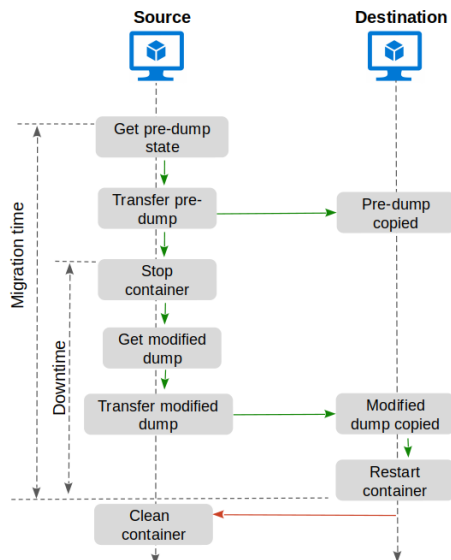 Source
Destination
Get pre-dump
state
Transfer pre-
dump
Pre-dump
copied
Migration time
Stop
container
Get modified
dump
Downtime
Transfer modified
dump
Modified
dump copied
Restart
container
Clean
container